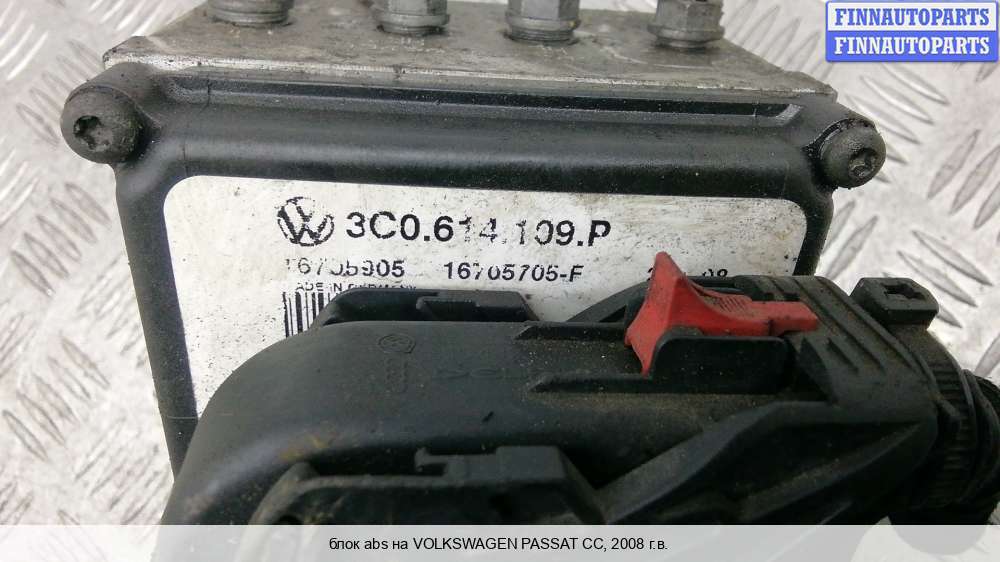 FINNAUTOPARTS
FINNAUTOPARTS
3C0.614.109.P
16705705-F
блок abs на VOLKSWAGEN PASSAT CC, 2008 г.в.